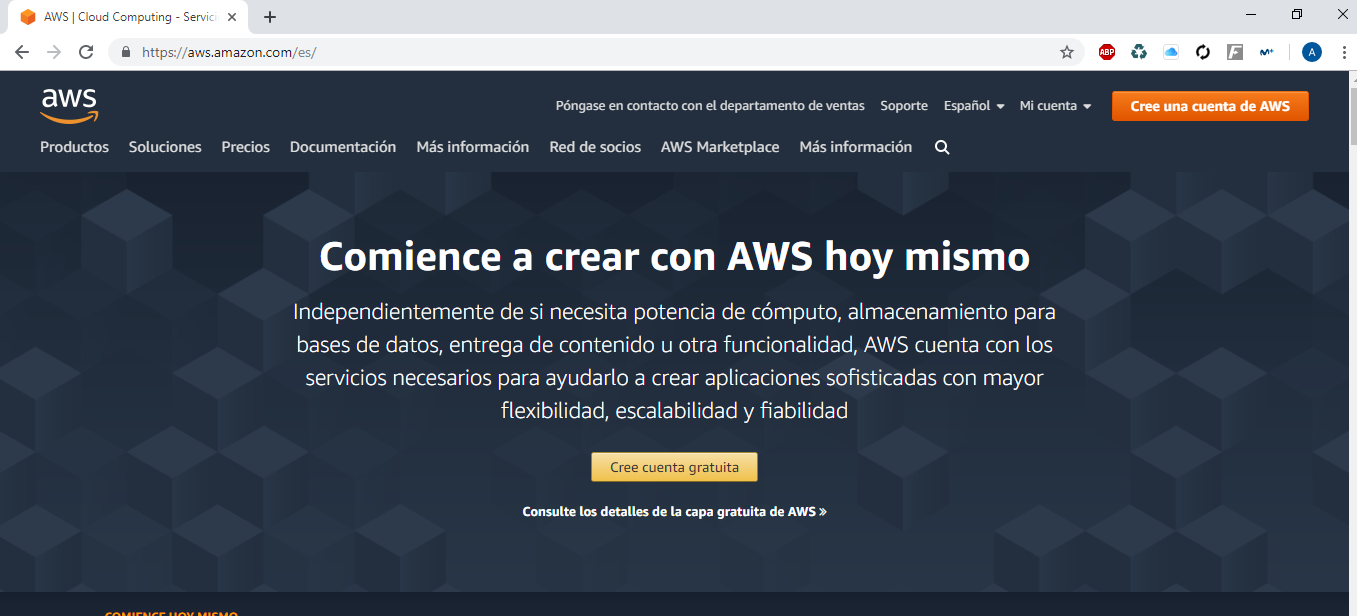 AWS | Cloud Computing - Servici
https://aws.amazon.com/es/
ABP
F
A
aws
Póngase en contacto con el departamento de ventas Soporte Español Mi cuenta Cree una cuenta de AWS
Productos Soluciones Precios Documentación Más información Red de socios AWS Marketplace Más información
Comience a crear con AWS hoy mismo
Independientemente de si necesita potencia de cómputo, almacenamiento para
bases de datos, entrega de contenido u otra funcionalidad, AWS cuenta con los
servicios necesarios para ayudarlo a crear aplicaciones sofisticadas con mayor
flexibilidad, escalabilidad y fiabilidad
Cree cuenta gratuita
Consulte los detalles de la capa gratuita de AWS »
COMIENCE HOY MISMO